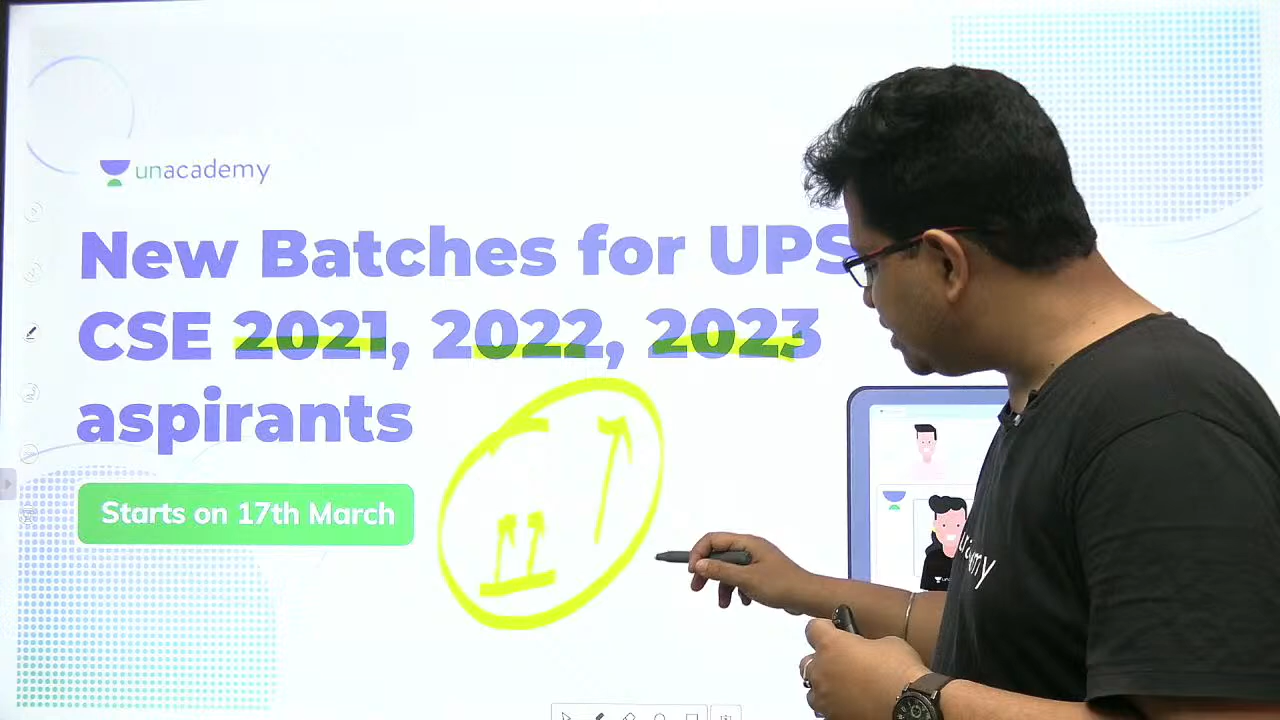 unacademy
New Batches for UPS
CSE 2021, 2022, 2023
aspirants
Starts on 17th March